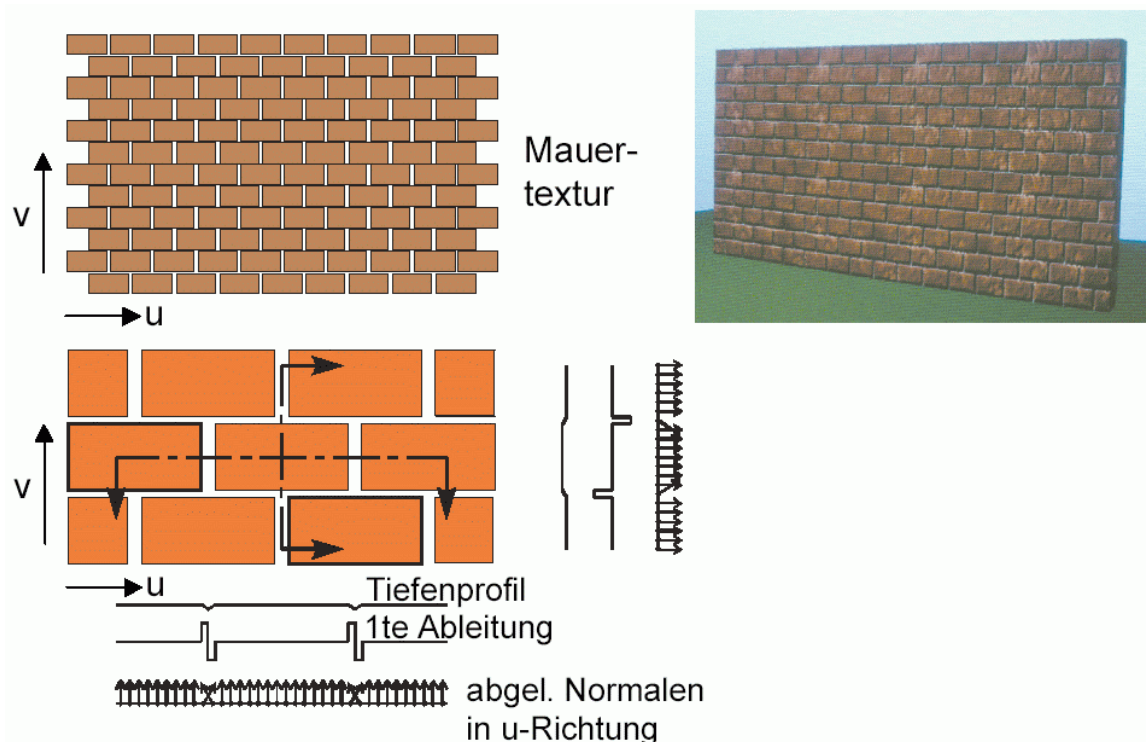 Mauer-
textur
v
u
v
u
Tiefenprofil
1te Ableitung
abgel. Normalen
in u-Richtung